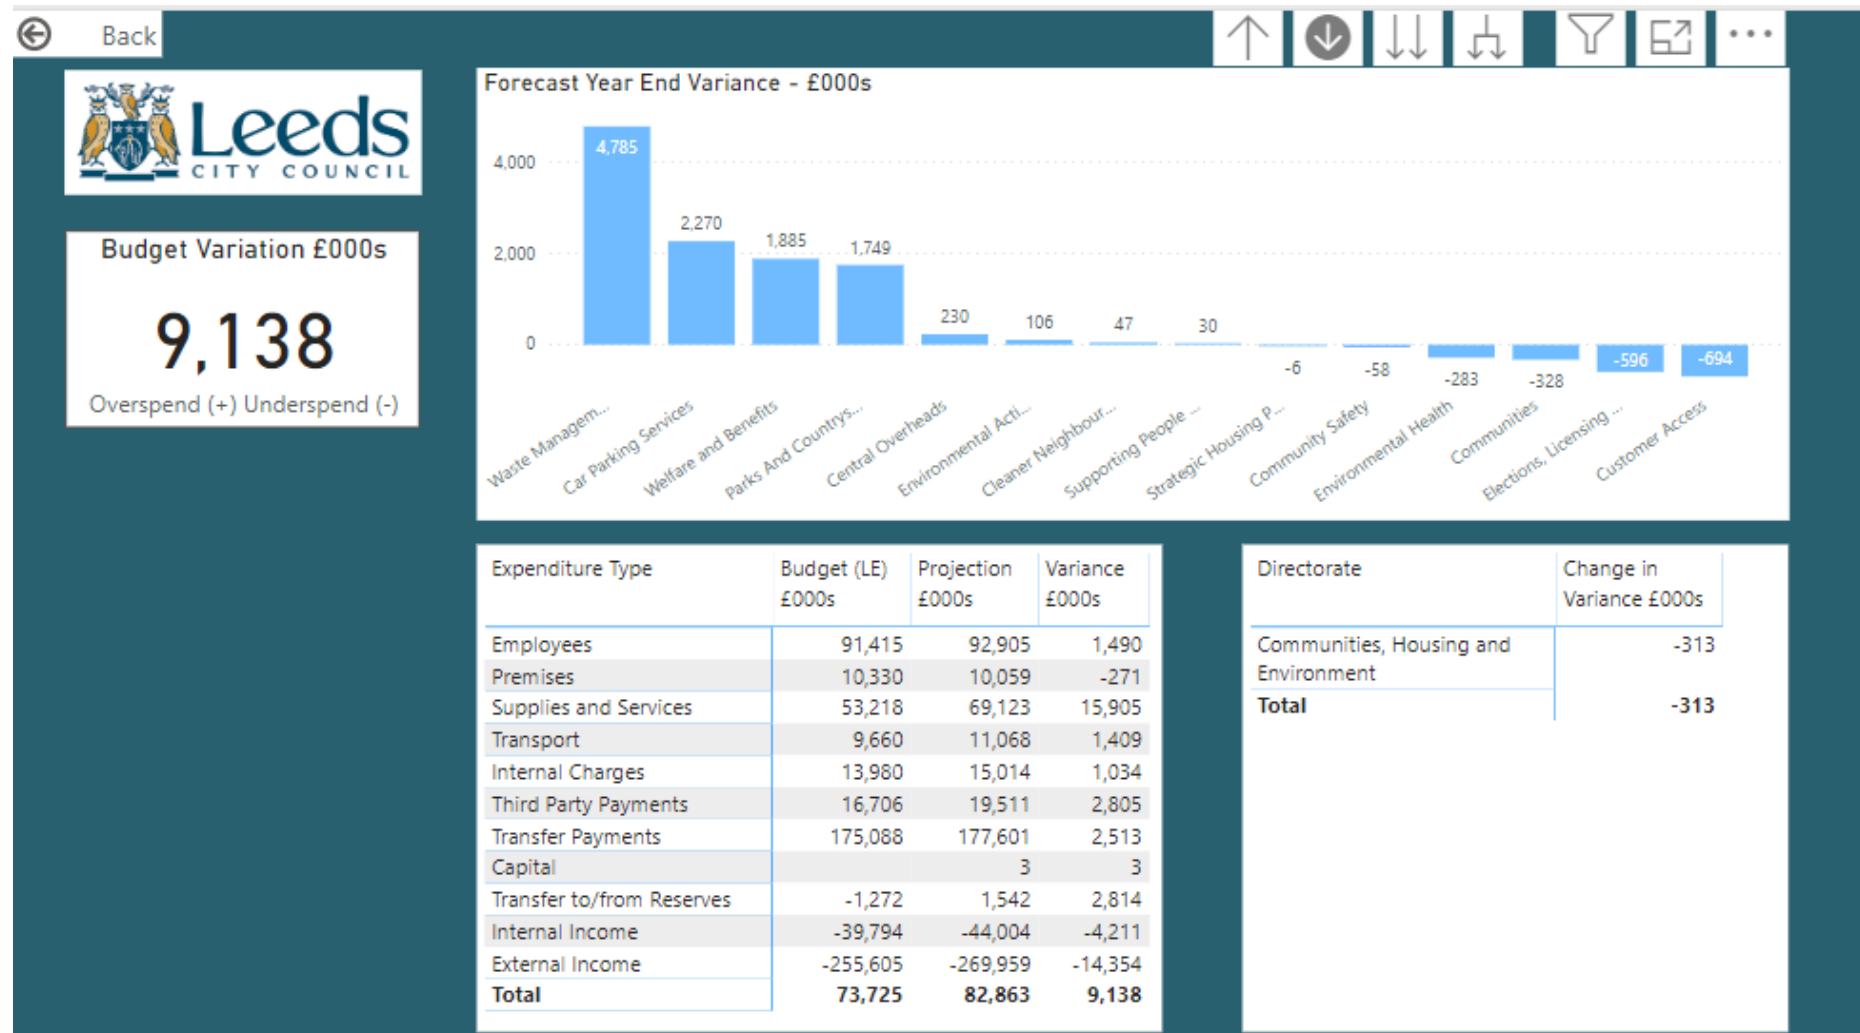 Back
Leeds
CITY COUNCIL
Budget Variation £000s
9,138
Overspend (+) Underspend (-)
Forecast Year End Variance - £000s
4,000
2,000
0
4,785
2,270
1,885
1,749
230
106
47
30
-6
-58
-283
-328
-596
-694
Waste Managem...
Car Parking Services
Welfare and Benefits
Parks And Countrys...
Central Overheads
Environmental Acti...
Cleaner Neighbour...
Supporting People ...
Strategic Housing P...
Community Safety
Environmental Health
Communities
Elections, Licensing ...
Customer Access
Expenditure Type Budget (LE) £000s Projection £000s Variance £000s
Employees 91,415 92,905 1,490
Premises 10,330 10,059 -271
Supplies and Services 53,218 69,123 15,905
Transport 9,660 11,068 1,409
Internal Charges 13,980 15,014 1,034
Third Party Payments 16,706 19,511 2,805
Transfer Payments 175,088 177,601 2,513
Capital 3 3
Transfer to/from Reserves -1,272 1,542 2,814
Internal Income -39,794 -44,004 -4,211
External Income -255,605 -269,959 -14,354
Total 73,725 82,863 9,138
Directorate Change in Variance £000s
Communities, Housing and Environment -313
Total -313